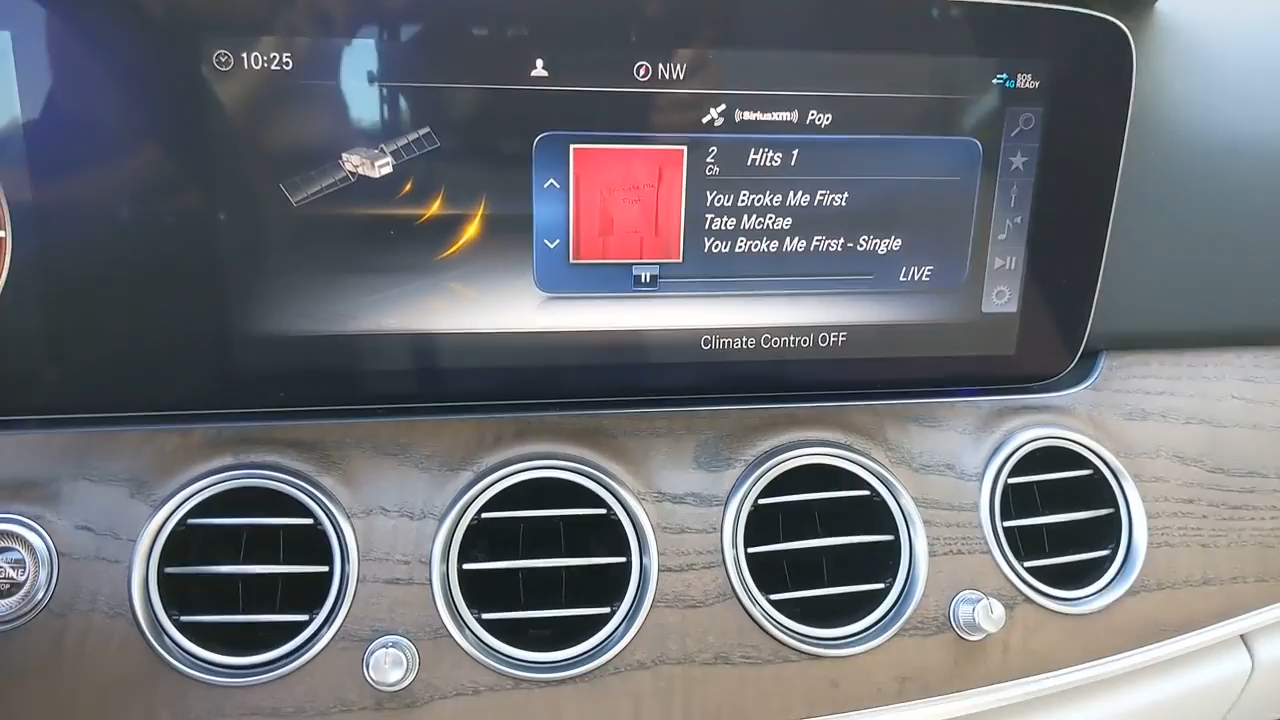 10:25
NW
4G SOS READY
((SiriusXM)) Pop
2 Hits 1
Ch
You Broke Me First
Tate McRae
You Broke Me First - Single
LIVE
Climate Control OFF